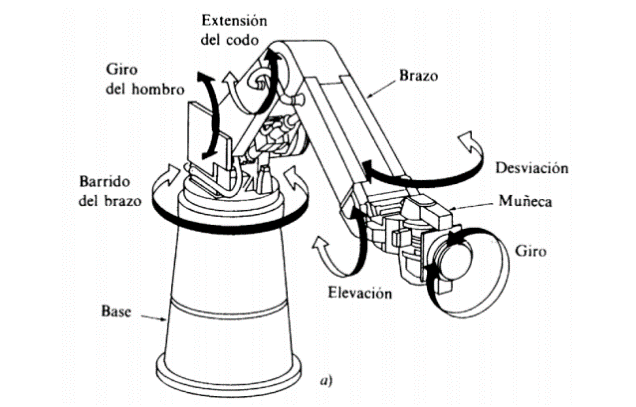 Extensión
del codo
Giro
del hombro
Brazo
Desviación
Barrido
del brazo
Muñeca
Giro
Elevación
Base
a)